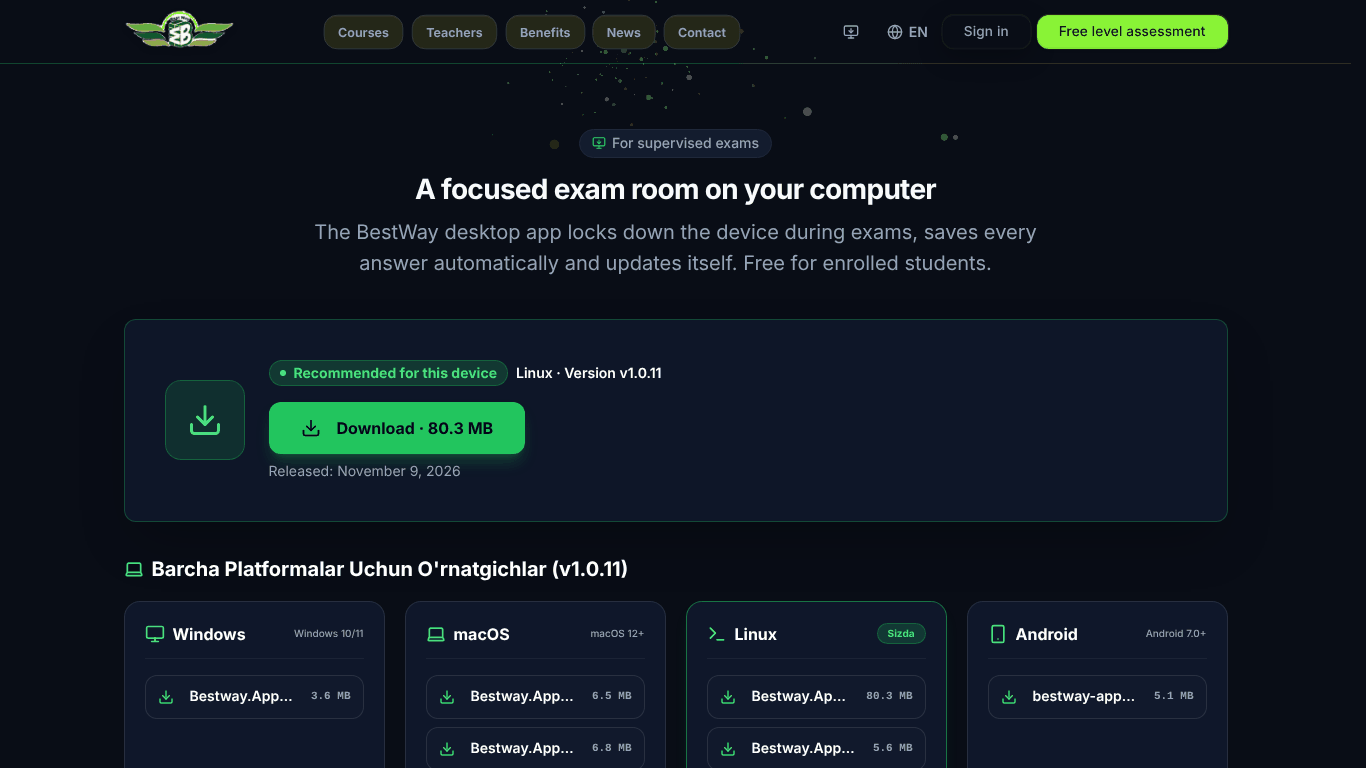 Courses
Teachers
Benefits
News
Contact
EN
Sign in
Free level assessment
For supervised exams
A focused exam room on your computer
The BestWay desktop app locks down the device during exams, saves every
answer automatically and updates itself. Free for enrolled students.
Recommended for this device Linux · Version v1.0.11
Download · 80.3 MB
Released: November 9, 2026
Barcha Platformalar Uchun O'rnatgichlar (v1.0.11)
Windows Windows 10/11
Bestway.App... 3.6 MB
macOS macOS 12+
Bestway.App... 6.5 MB
Bestway.App... 6.8 MB
Linux Sizda
Bestway.Ap... 80.3 MB
Bestway.App... 5.6 MB
Android Android 7.0+
bestway-app... 5.1 MB